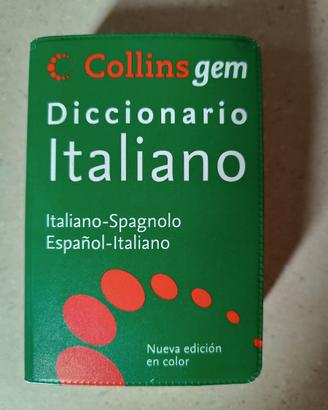 Collins gem
Diccionario
Italiano
Italiano-Spagnolo
Español-Italiano
Nueva edición
en color